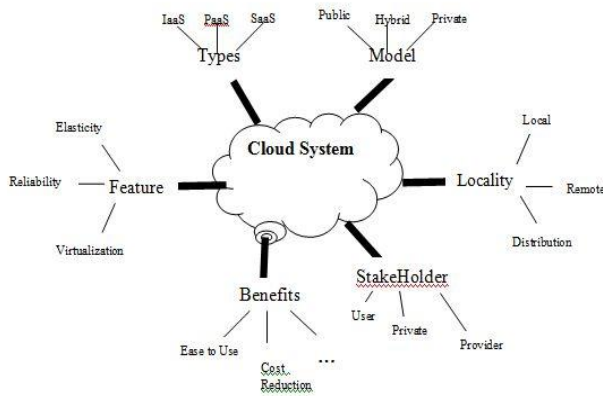 IaaS PaaS SaaS
Types
Public Hybrid Private
Model
Cloud System
Elasticity
Reliability
Virtualization
Feature
Local
Locality
Remote
Distribution
Benefits
Ease to Use
Cost
Reduction
...
StakeHolder
User
Private
Provider